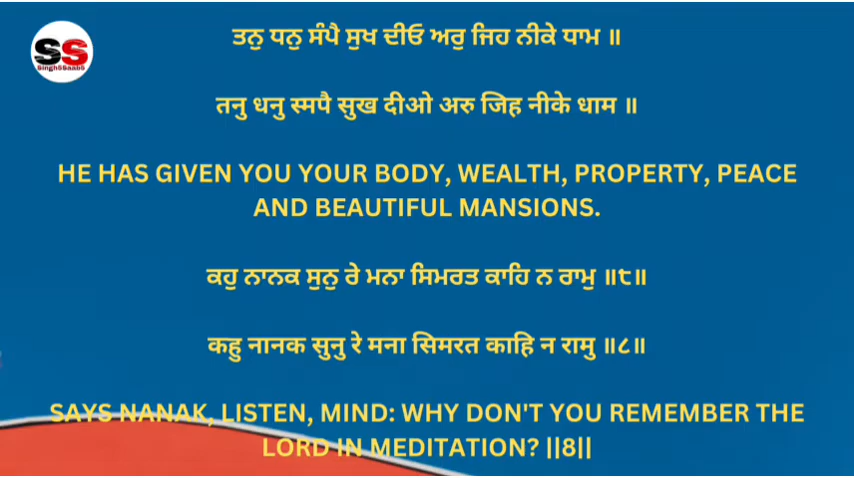 SS
SinghSSaabS
ਤਨੁ ਧਨੁ ਸੰਪੈ ਸੁਖ ਦੀਓ ਅਰੁ ਜਿਹ ਨੀਕੇ ਧਾਮ ॥
तनु धनु स्मपै सुख दीओ अरु जिह नीके धाम ॥
HE HAS GIVEN YOU YOUR BODY, WEALTH, PROPERTY, PEACE
AND BEAUTIFUL MANSIONS.
ਕਹੁ ਨਾਨਕ ਸੁਨੁ ਰੇ ਮਨਾ ਸਿਮਰਤ ਕਾਹਿ ਨ ਰਾਮੁ ॥੮॥
कहु नानक सुनु रे मना सिमरत काहि न रामु ॥८॥
SAYS NANAK, LISTEN, MIND: WHY DON'T YOU REMEMBER THE
LORD IN MEDITATION? ||8||